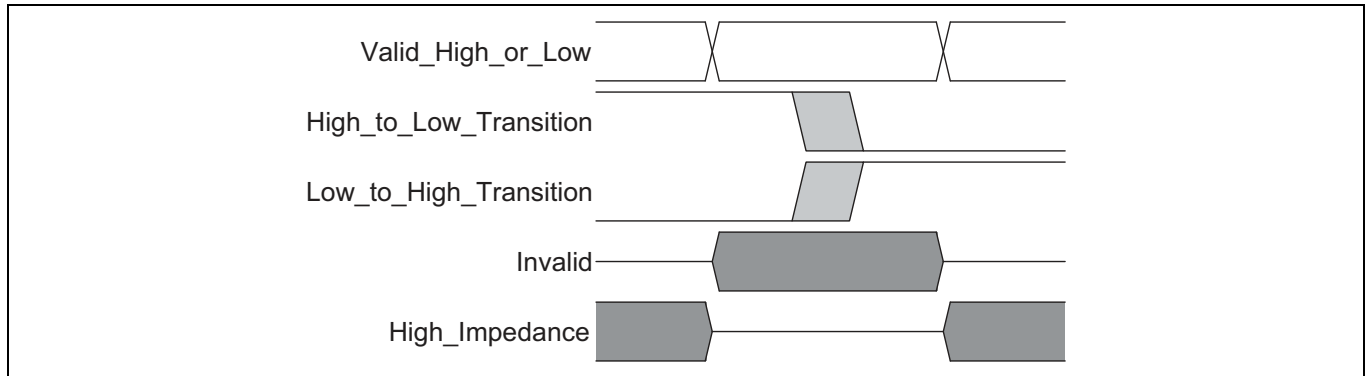 Valid_High_or_Low
High_to_Low_Transition
Low_to_High_Transition
Invalid
High_Impedance